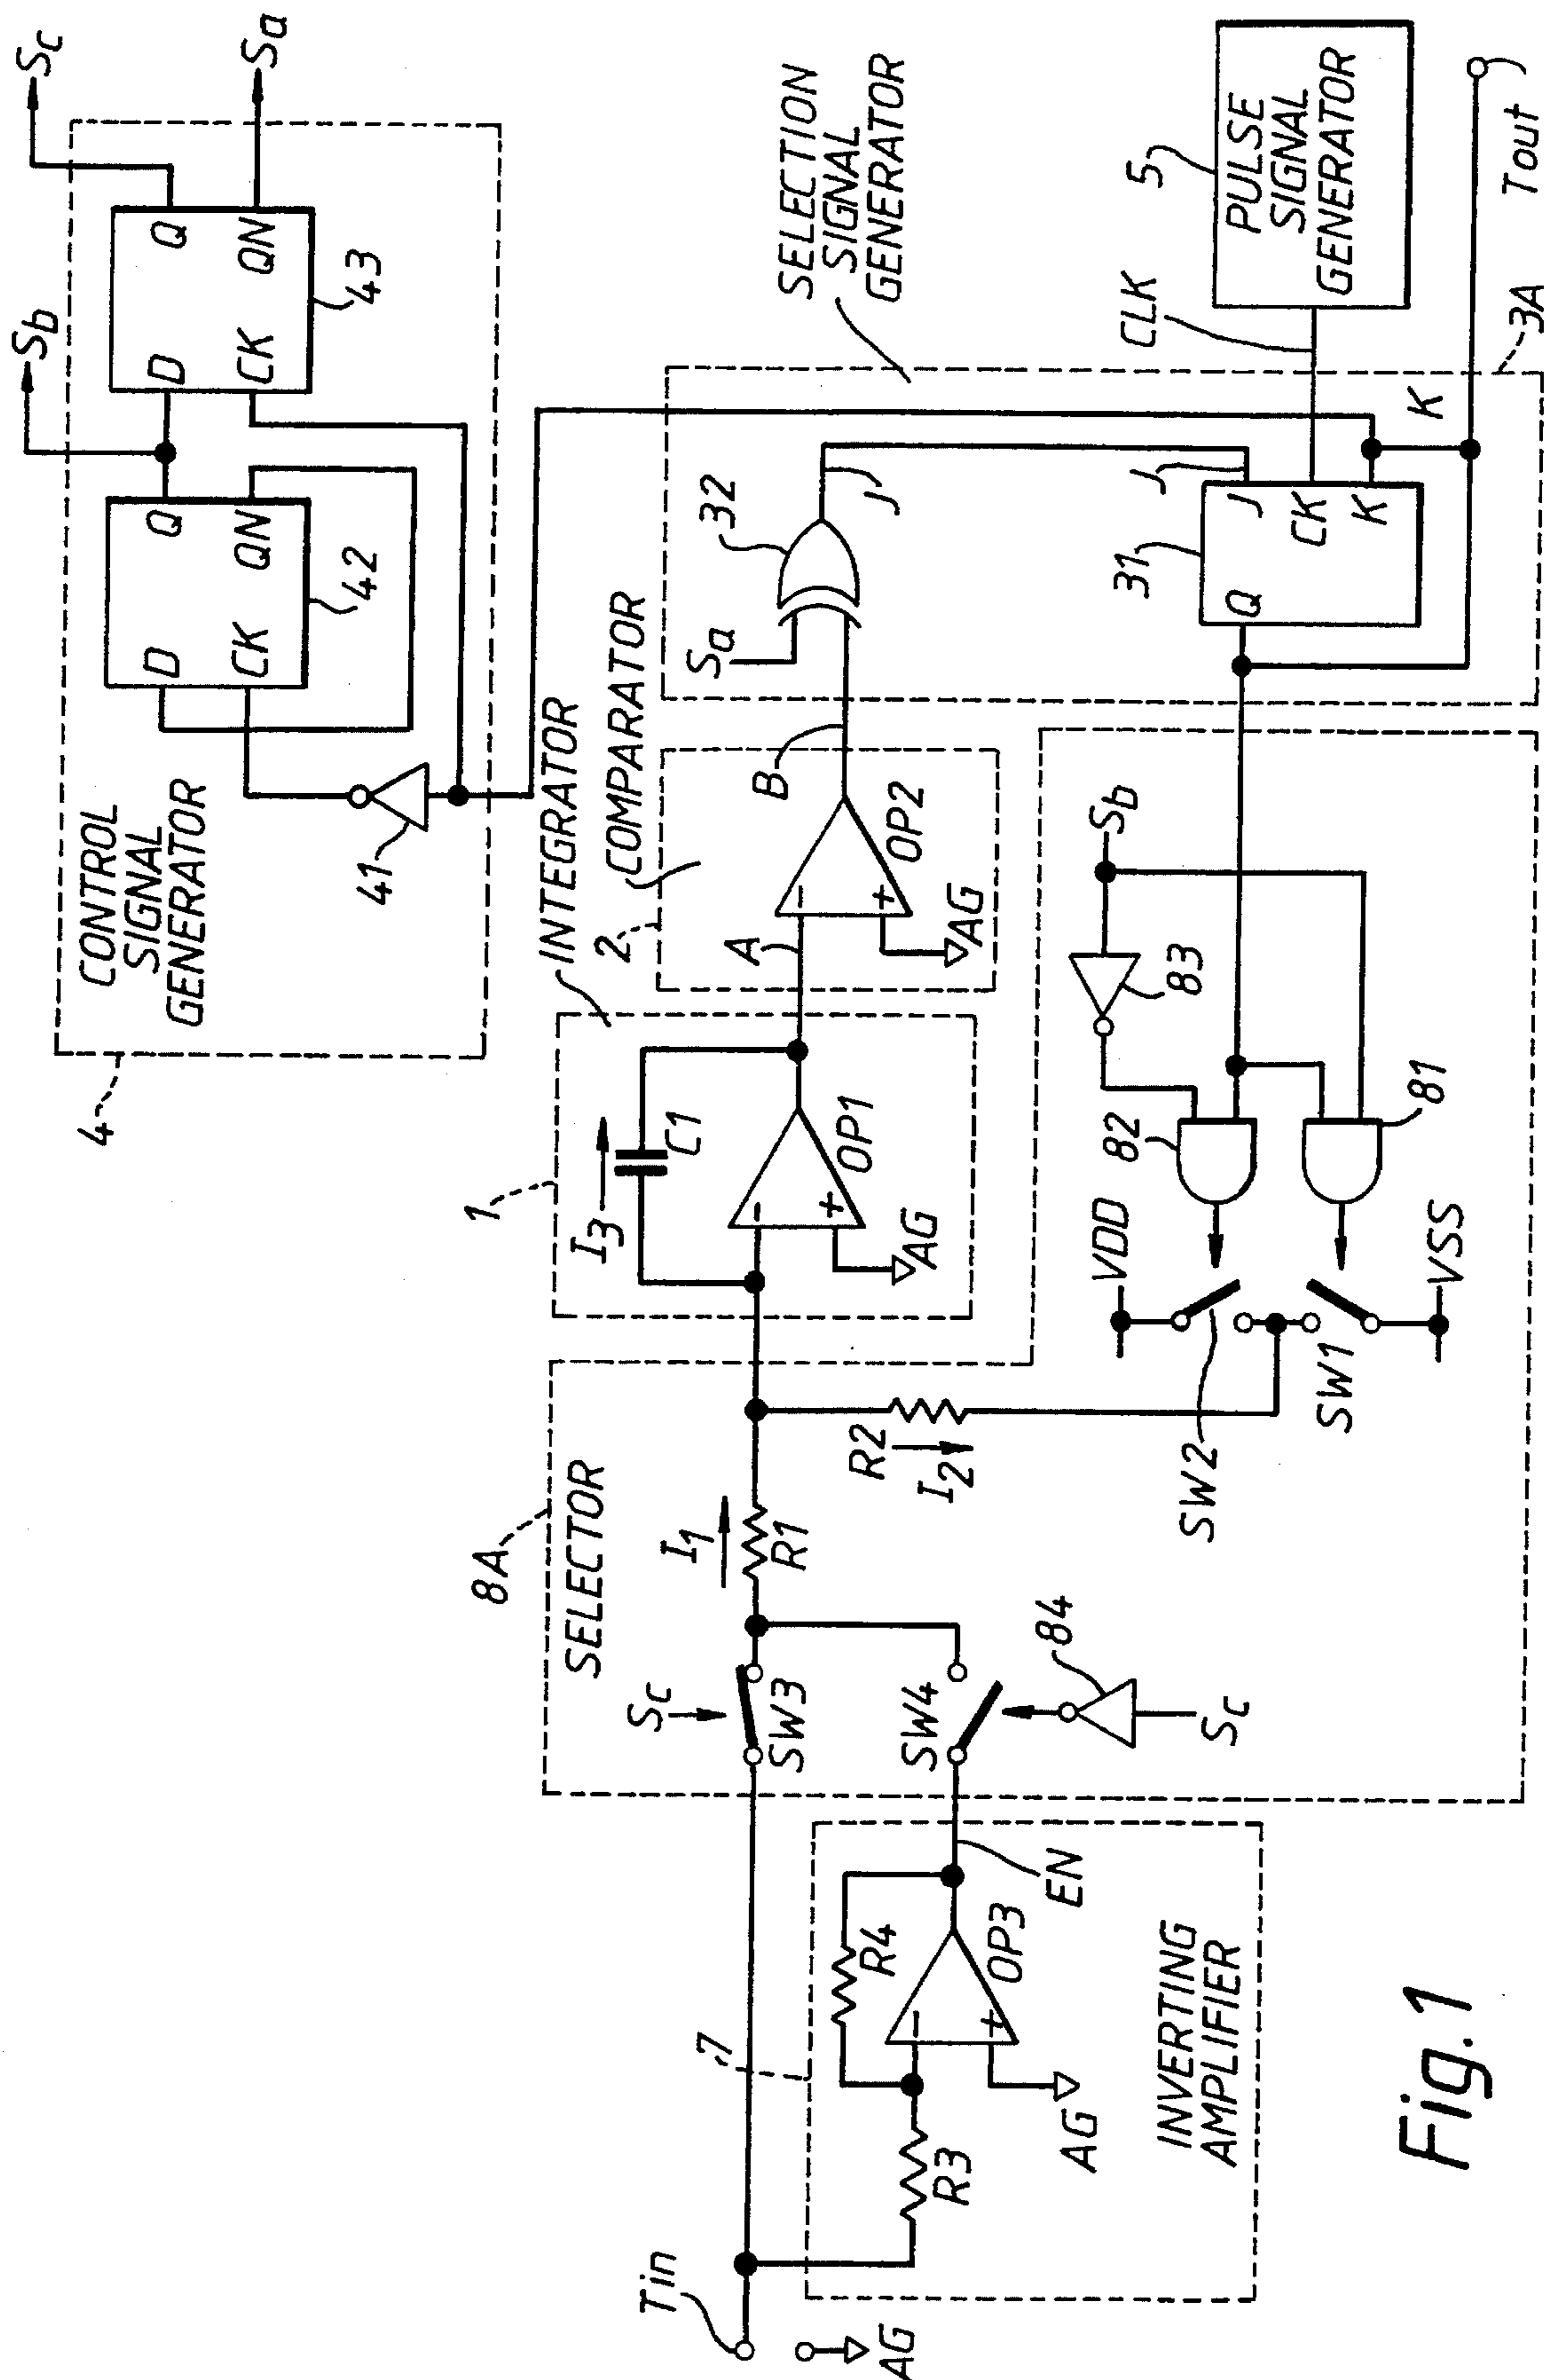 Tin
AG
7
R3
R4
OP3
−
+
AG
EN
INVERTING
AMPLIFIER
8A
SELECTOR
Sc
SW3
SW4
84
Sc
I1
R1
R2
I2
VDD
VSS
SW2
SW1
82
81
83
Sb
1
INTEGRATOR
I3
C1
OP1
−
+
AG
A
2
COMPARATOR
−
+
OP2
AG
B
Sa
32
J
SELECTION
SIGNAL
GENERATOR
31
Q
J
CK
K
J
CLK
K
3A
5
PULSE
SIGNAL
GENERATOR
Tout
4
CONTROL
SIGNAL
GENERATOR
41
D
CK
Q
QN
42
Sb
D
CK
Q
QN
43
Sc
Sa
Fig.1